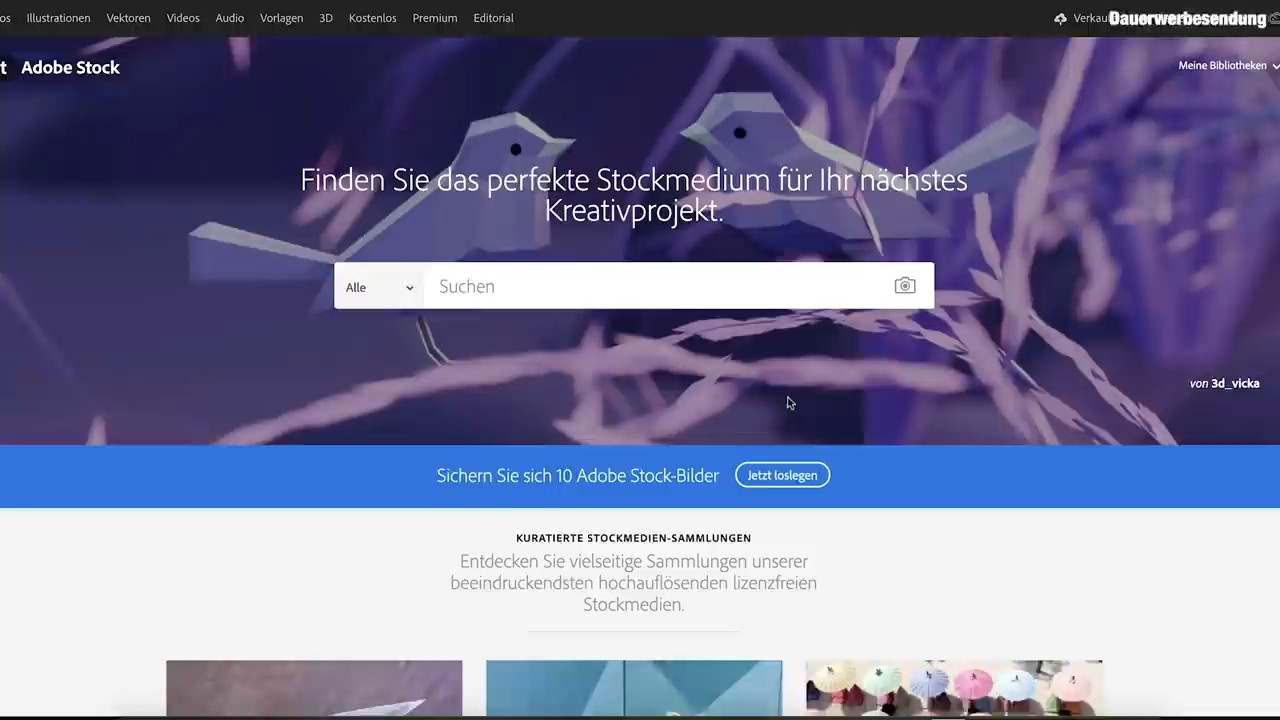 os Illustrationen Vektoren Videos Audio Vorlagen 3D Kostenlos Premium Editorial
Dauerwerbesendung
t Adobe Stock
Meine Bibliotheken
Finden Sie das perfekte Stockmedium für Ihr nächstes
Kreativprojekt.
Alle Suchen
von 3d_vicka
Sichern Sie sich 10 Adobe Stock-Bilder Jetzt loslegen
KURATIERTE STOCKMEDIEN-SAMMLUNGEN
Entdecken Sie vielseitige Sammlungen unserer
beeindruckendsten hochauflösenden lizenzfreien
Stockmedien.